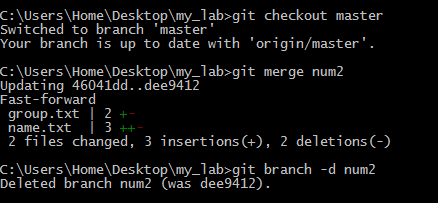 C:\Users\Home\Desktop\my_lab>git checkout master
Switched to branch 'master'
Your branch is up to date with 'origin/master'.
C:\Users\Home\Desktop\my_lab>git merge num2
Updating 46041dd..dee9412
Fast-forward
 group.txt | 2 +-
 name.txt  | 3 ++-
 2 files changed, 3 insertions(+), 2 deletions(-)
C:\Users\Home\Desktop\my_lab>git branch -d num2
Deleted branch num2 (was dee9412).